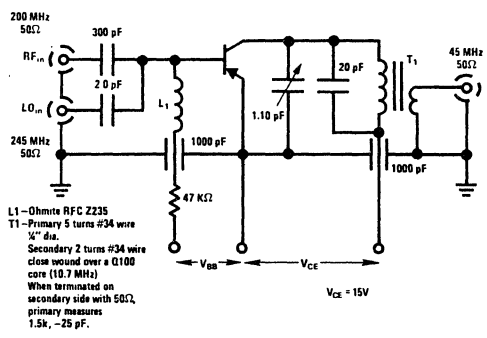 200 MHz
50Ω
300 pF
RFin
2 0 pF
LOin
245 MHz
50Ω
L1
1.10 pF
20 pF
T1
45 MHz
50Ω
1000 pF
1000 pF
47 KΩ
VBB
VCE
VCE = 15V
L1–Ohmite RFC Z235
T1–Primary 5 turns #34 wire
¼" dia.
Secondary 2 turns #34 wire
close wound over a Q100
core (10.7 MHz)
When terminated on
secondary side with 50Ω,
primary measures
1.5k, –25 pF.